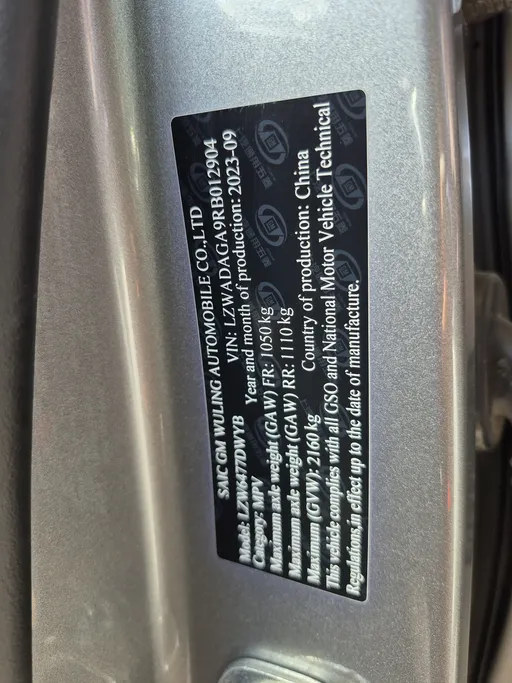 SAIC GM WULING AUTOMOBILE CO.,LTD
Model: LZW6477DWYB VIN: LZWADAGA9RB012904
Category: MPV Year and month of production: 2023-09
Maximum axle weight (GAW) FR: 1050 kg
Maximum axle weight (GAW) RR: 1110 kg
Maximum (GVW): 2160 kg Country of production: China
This vehicle complies with all GSO and National Motor Vehicle Technical
Regulations in effect up to the date of manufacture.